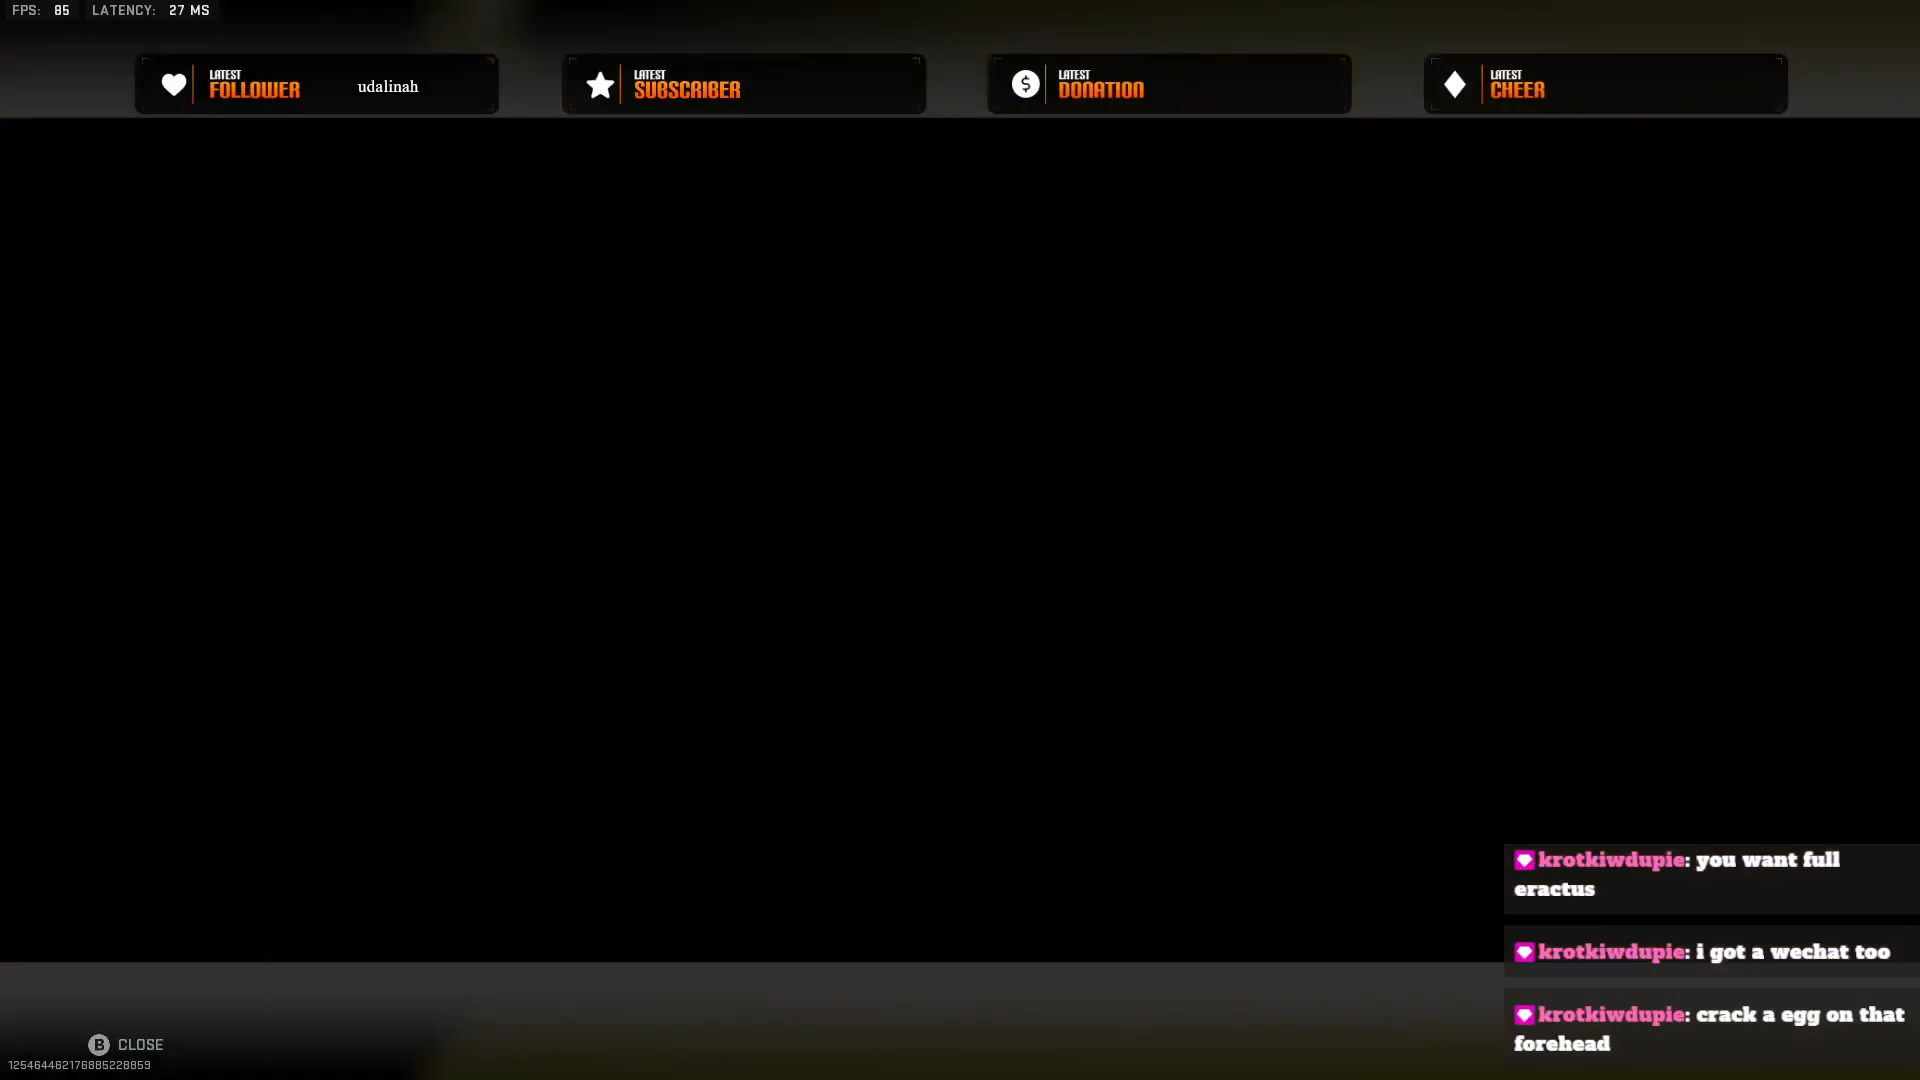 FPS: 85 LATENCY: 27 MS
LATEST
FOLLOWER udalinah
LATEST
SUBSCRIBER
LATEST
DONATION
LATEST
CHEER
krotkiwdupie: you want full
eractus
krotkiwdupie: i got a wechat too
krotkiwdupie: crack a egg on that
forehead
B CLOSE
125464462176885228859